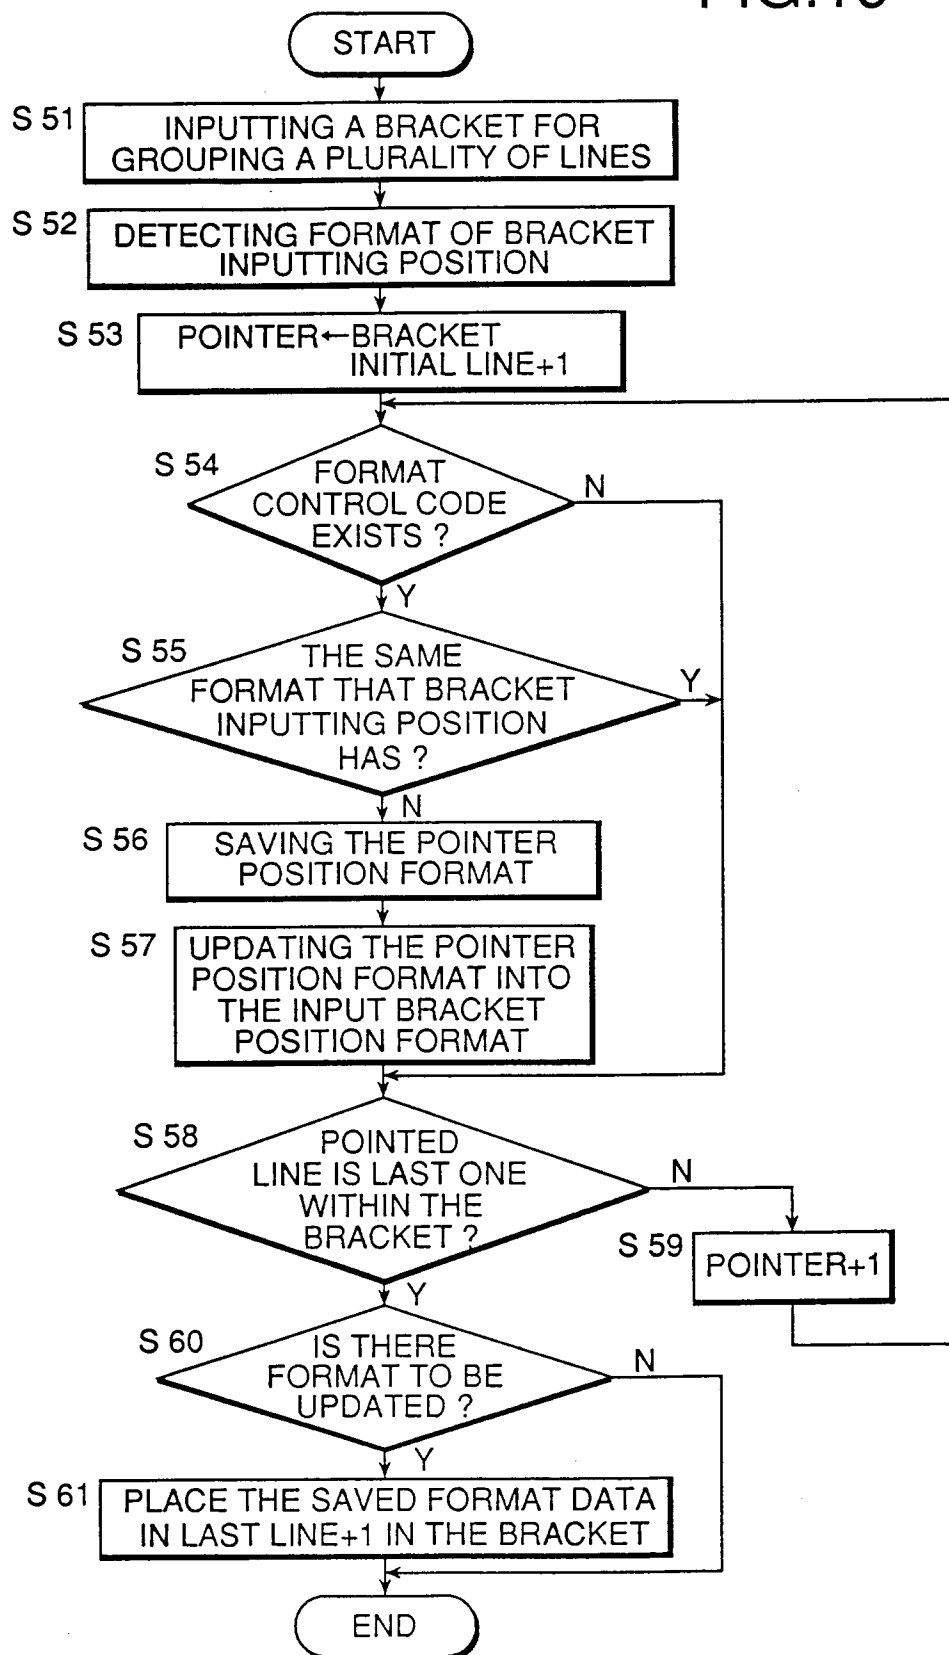 START
S 51
INPUTTING A BRACKET FOR
GROUPING A PLURALITY OF LINES
S 52
DETECTING FORMAT OF BRACKET
INPUTTING POSITION
S 53
POINTER←BRACKET
INITIAL LINE+1
S 54
FORMAT
CONTROL CODE
EXISTS ?
N
Y
S 55
THE SAME
FORMAT THAT BRACKET
INPUTTING POSITION
HAS ?
Y
N
S 56
SAVING THE POINTER
POSITION FORMAT
S 57
UPDATING THE POINTER
POSITION FORMAT INTO
THE INPUT BRACKET
POSITION FORMAT
S 58
POINTED
LINE IS LAST ONE
WITHIN THE
BRACKET ?
N
Y
S 59
POINTER+1
S 60
IS THERE
FORMAT TO BE
UPDATED ?
N
Y
S 61
PLACE THE SAVED FORMAT DATA
IN LAST LINE+1 IN THE BRACKET
END